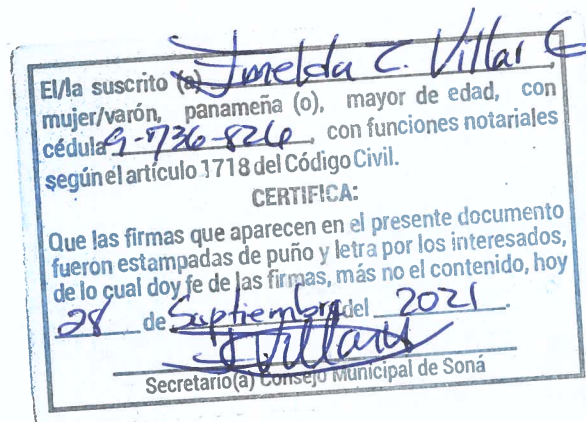 El/la suscrito (a) Imelda C. Villar C
mujer/varón, panameña (o), mayor de edad, con
cédula 9-736-826, con funciones notariales
según el artículo 1718 del Código Civil.
CERTIFICA:
Que las firmas que aparecen en el presente documento
fueron estampadas de puño y letra por los interesados,
de lo cual doy fe de las firmas, más no el contenido, hoy
28 de Septiembre del 2021.
Secretario(a) Consejo Municipal de Soná